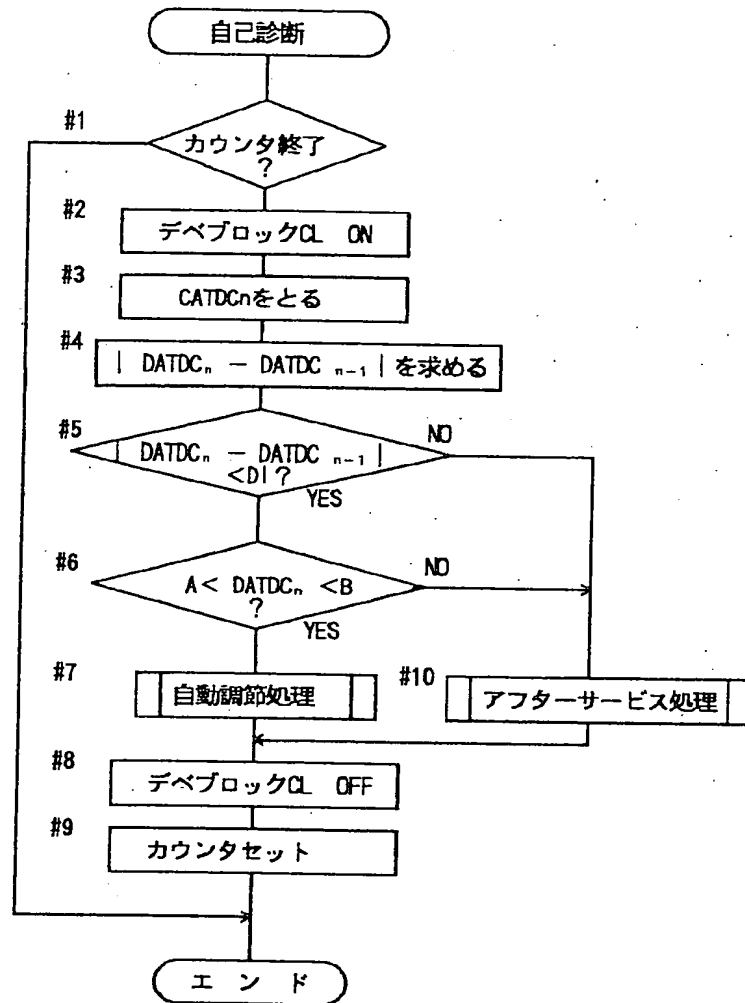 自己診断
#1
カウンタ終了
?
#2
デベブロックCL ON
#3
CATDCnをとる
#4
| DATDCn − DATDC n-1 | を求める
#5
| DATDCn − DATDC n-1 |
<D|?
NO
YES
#6
A< DATDCn <B
?
NO
YES
#7
自動調節処理
#10
アフターサービス処理
#8
デベブロックCL OFF
#9
カウンタセット
エンド